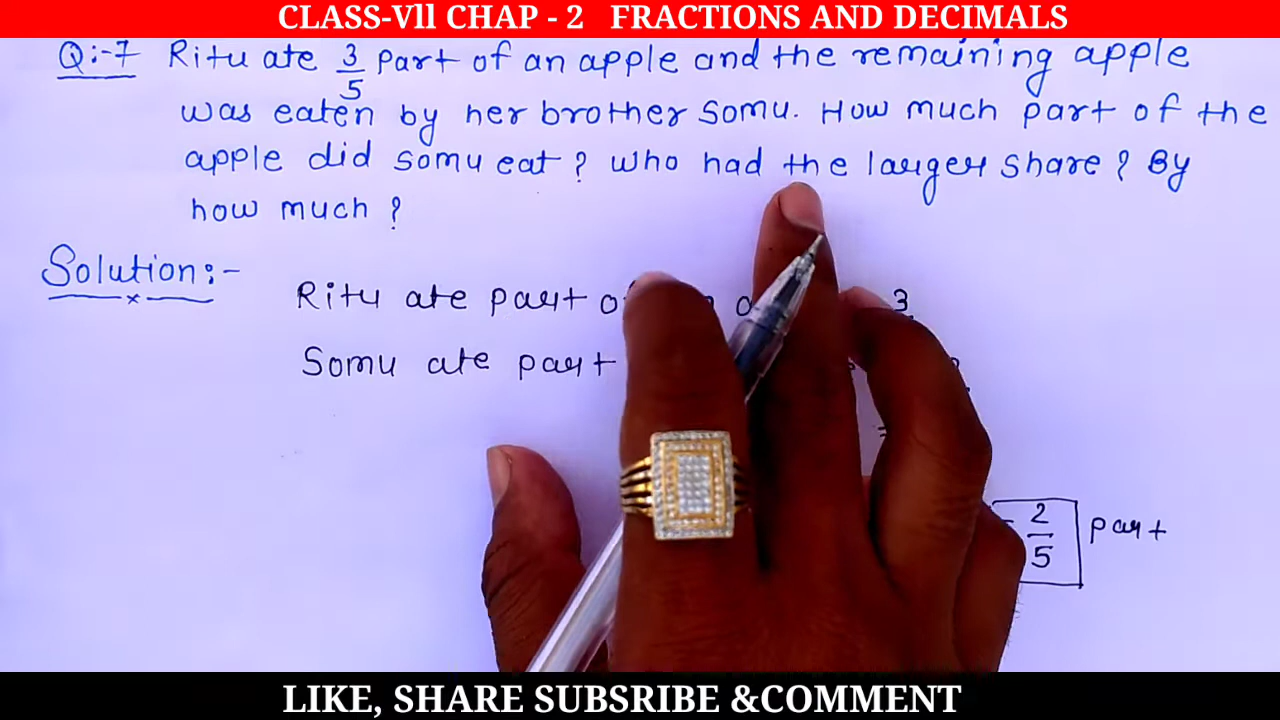 CLASS-Vll CHAP - 2 FRACTIONS AND DECIMALS
Q:-7 Ritu ate 3/5 part of an apple and the remaining apple
was eaten by her brother Somu. How much part of the
apple did somu eat ? Who had the larger share ? By
how much ?
Solution:-
Ritu ate part 3
Somu ate part
2/5 part
LIKE, SHARE SUBSRIBE &COMMENT